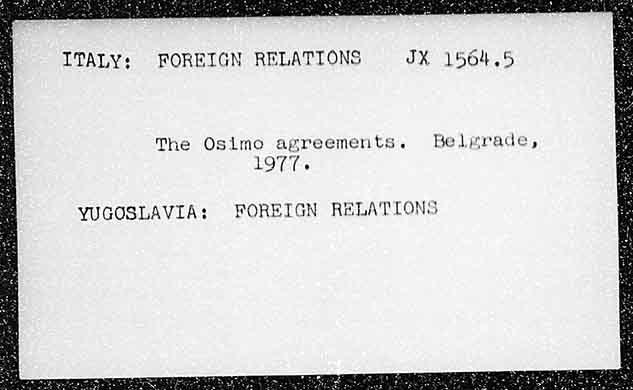 ITALY: FOREIGN RELATIONS JX 1564.5
The Osimo agreements. Belgrade,
1977.
YUGOSLAVIA: FOREIGN RELATIONS